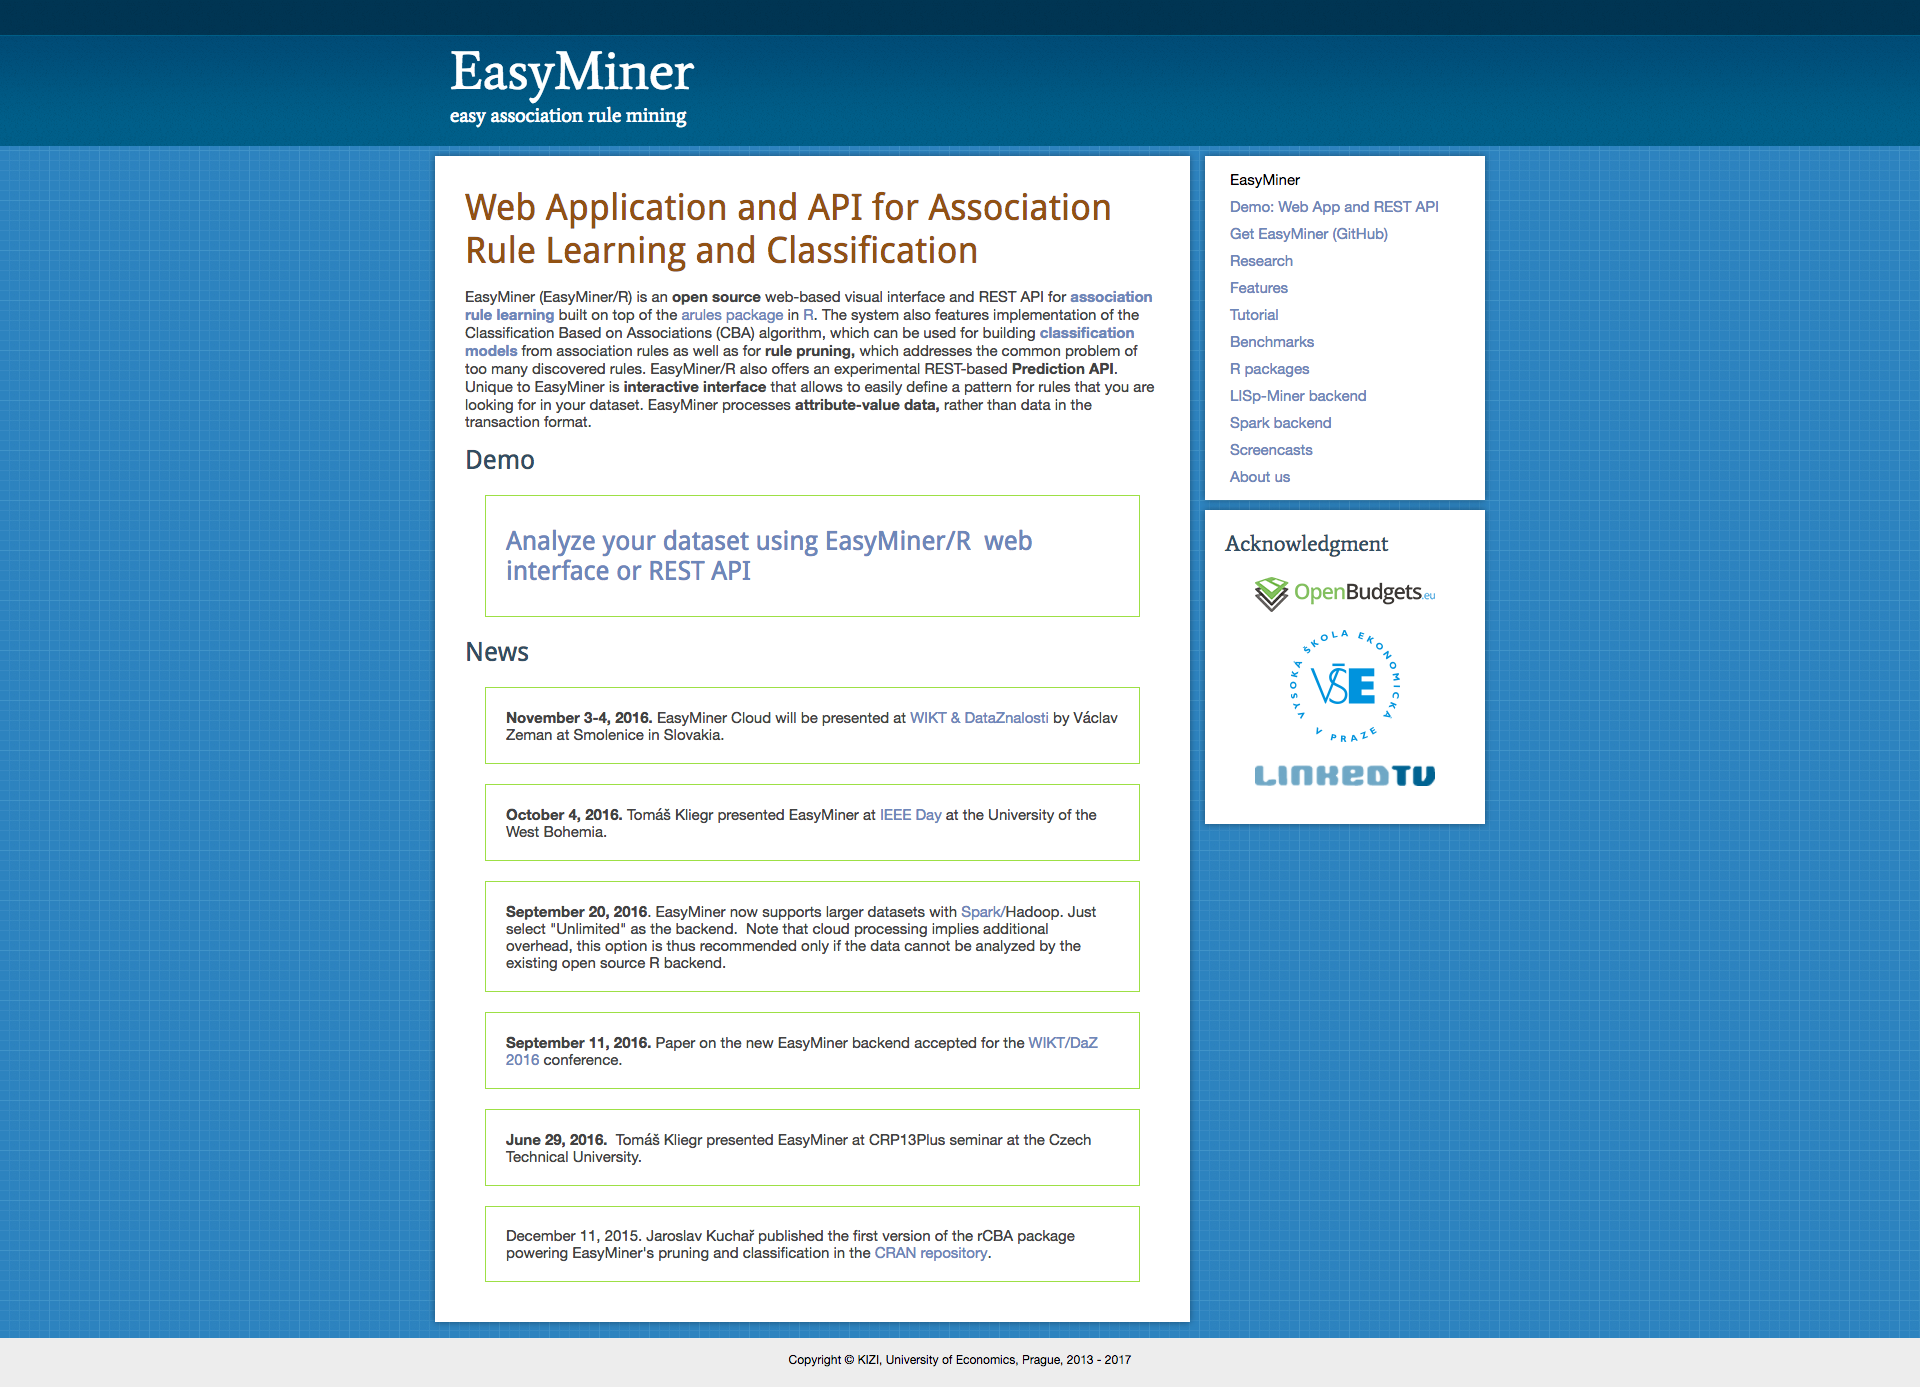 EasyMiner
easy association rule mining
Web Application and API for Association
Rule Learning and Classification
EasyMiner (EasyMiner/R) is an open source web-based visual interface and REST API for association
rule learning built on top of the arules package in R. The system also features implementation of the
Classification Based on Associations (CBA) algorithm, which can be used for building classification
models from association rules as well as for rule pruning, which addresses the common problem of
too many discovered rules. EasyMiner/R also offers an experimental REST-based Prediction API.
Unique to EasyMiner is interactive interface that allows to easily define a pattern for rules that you are
looking for in your dataset. EasyMiner processes attribute-value data, rather than data in the
transaction format.
Demo
Analyze your dataset using EasyMiner/R  web
interface or REST API
News
November 3-4, 2016. EasyMiner Cloud will be presented at WIKT & DataZnalosti by Václav
Zeman at Smolenice in Slovakia.
October 4, 2016. Tomáš Kliegr presented EasyMiner at IEEE Day at the University of the
West Bohemia.
September 20, 2016. EasyMiner now supports larger datasets with Spark/Hadoop. Just
select "Unlimited" as the backend.  Note that cloud processing implies additional
overhead, this option is thus recommended only if the data cannot be analyzed by the
existing open source R backend.
September 11, 2016. Paper on the new EasyMiner backend accepted for the WIKT/DaZ
2016 conference.
June 29, 2016.  Tomáš Kliegr presented EasyMiner at CRP13Plus seminar at the Czech
Technical University.
December 11, 2015. Jaroslav Kuchař published the first version of the rCBA package
powering EasyMiner's pruning and classification in the CRAN repository.
EasyMiner
Demo: Web App and REST API
Get EasyMiner (GitHub)
Research
Features
Tutorial
Benchmarks
R packages
LISp-Miner backend
Spark backend
Screencasts
About us
Acknowledgment
OpenBudgets.eu
VYSOKÁ ŠKOLA EKONOMICKÁ
VŠE
V PRAZE
LinkedTV
Copyright © KIZI, University of Economics, Prague, 2013 - 2017